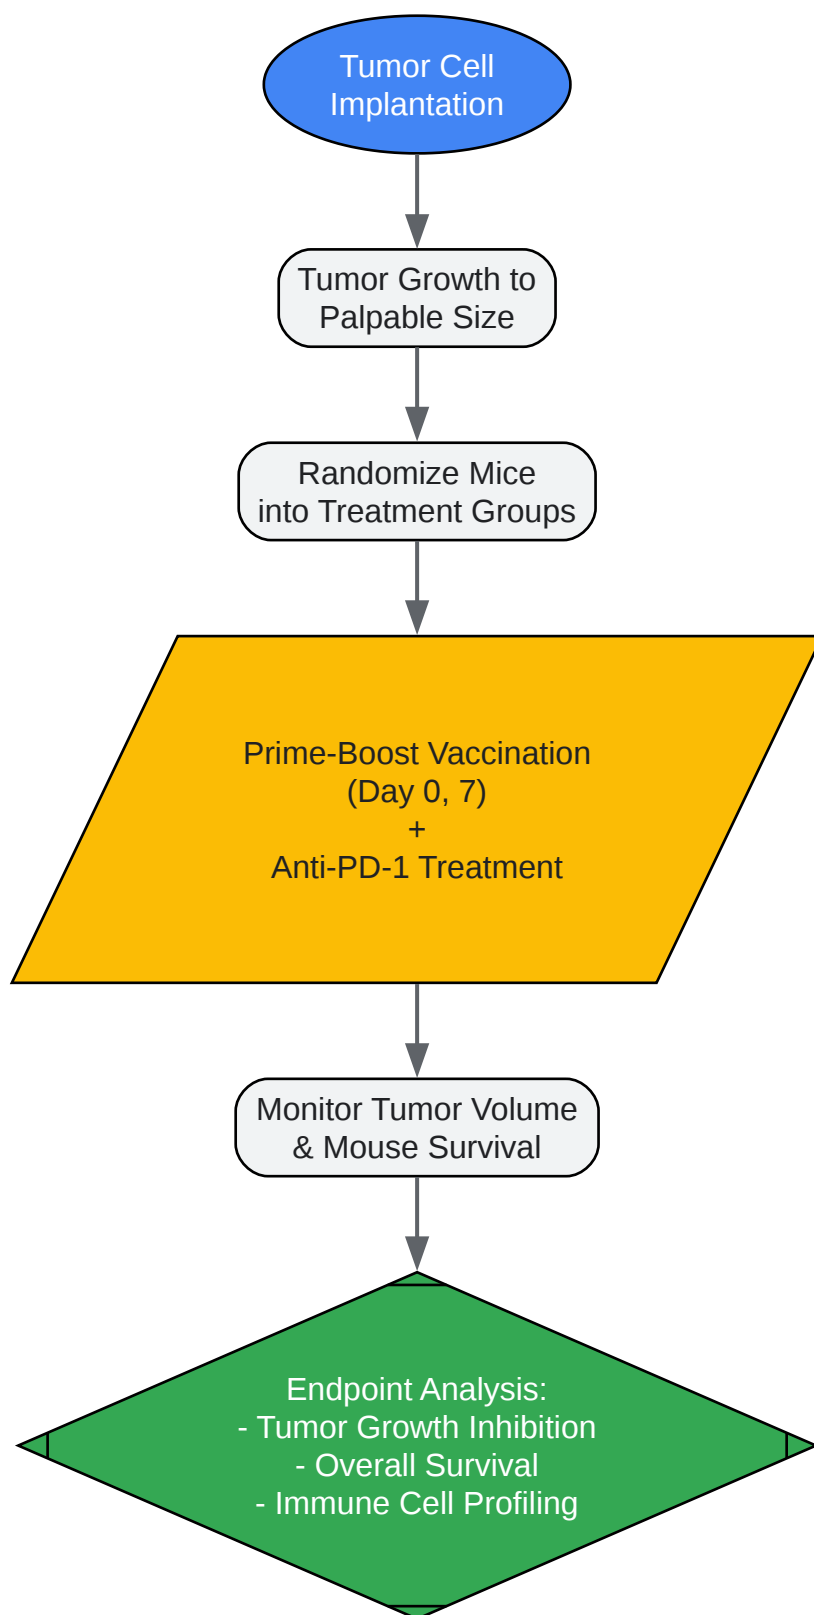 Tumor Cell
Implantation
Tumor Growth to
Palpable Size
Randomize Mice
into Treatment Groups
Prime-Boost Vaccination
(Day 0, 7)
+
Anti-PD-1 Treatment
Monitor Tumor Volume
& Mouse Survival
Endpoint Analysis:
- Tumor Growth Inhibition
- Overall Survival
- Immune Cell Profiling